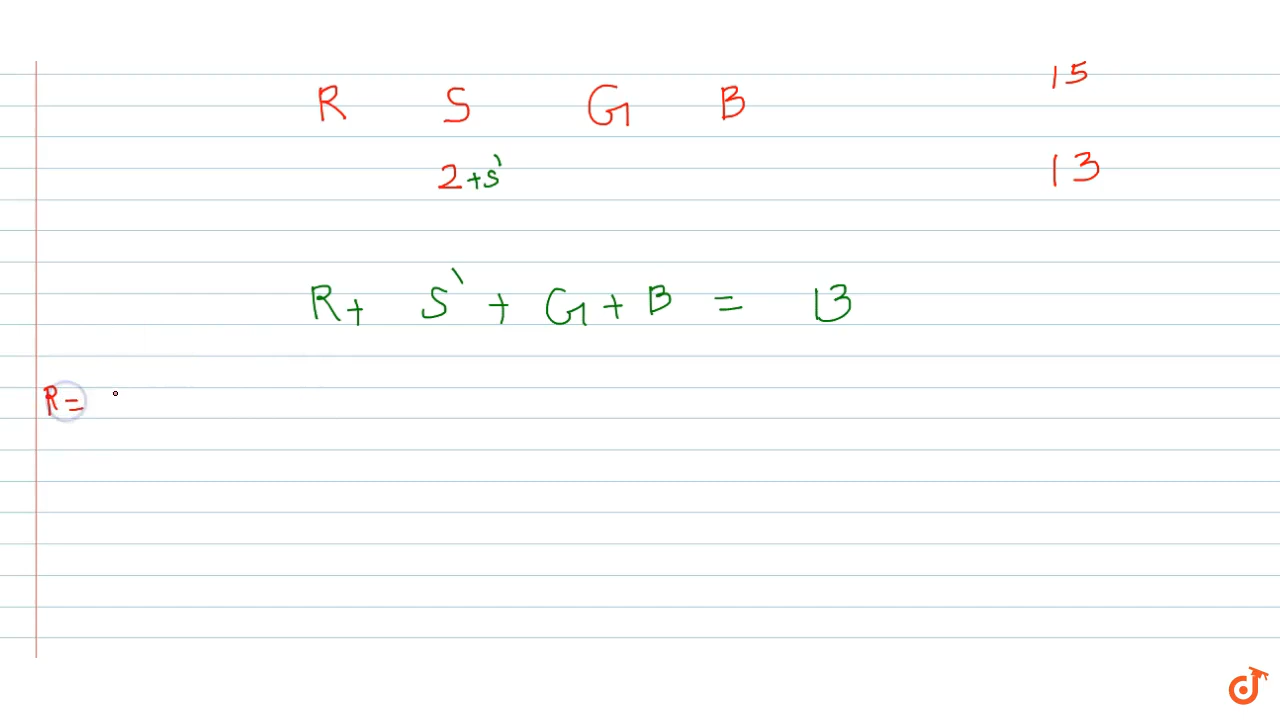 R S G B 15
2+s' 13
R+ S' + G + B = 13
R=